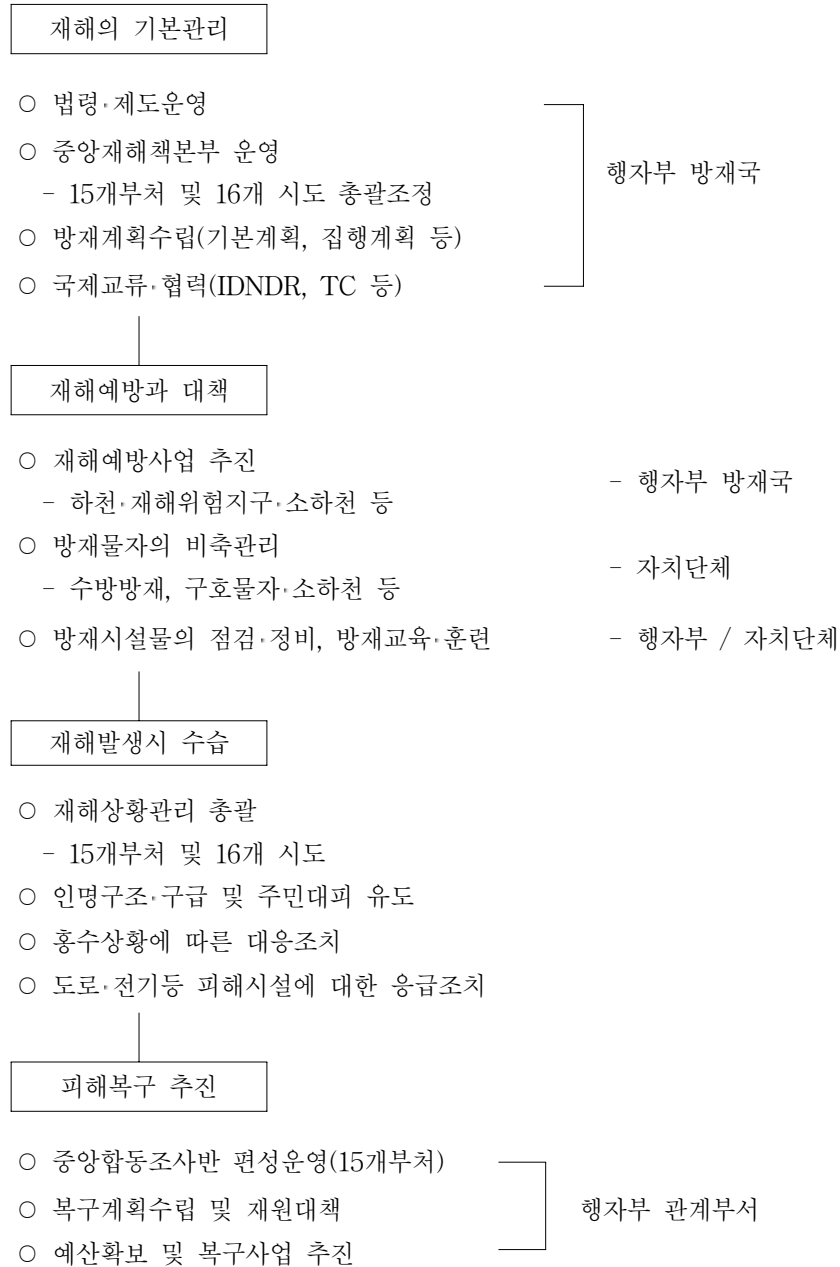 재해의 기본관리
○ 법령·제도운영
○ 중앙재해책본부 운영
- 15개부처 및 16개 시도 총괄조정
행자부 방재국
○ 방재계획수립(기본계획, 집행계획 등)
○ 국제교류·협력(IDNDR, TC 등)
재해예방과 대책
○ 재해예방사업 추진
- 하천·재해위험지구·소하천 등
- 행자부 방재국
○ 방재물자의 비축관리
- 수방방재, 구호물자·소하천 등
- 자치단체
○ 방재시설물의 점검·정비, 방재교육·훈련 - 행자부 / 자치단체
재해발생시 수습
○ 재해상황관리 총괄
- 15개부처 및 16개 시도
○ 인명구조·구급 및 주민대피 유도
○ 홍수상황에 따른 대응조치
○ 도로·전기등 피해시설에 대한 응급조치
피해복구 추진
○ 중앙합동조사반 편성운영(15개부처)
○ 복구계획수립 및 재원대책 행자부 관계부서
○ 예산확보 및 복구사업 추진